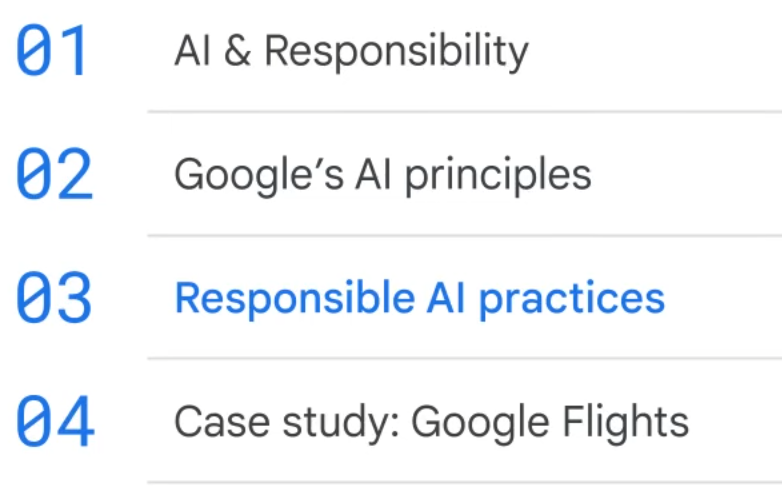 01 AI & Responsibility
02 Google’s AI principles
03 Responsible AI practices
04 Case study: Google Flights